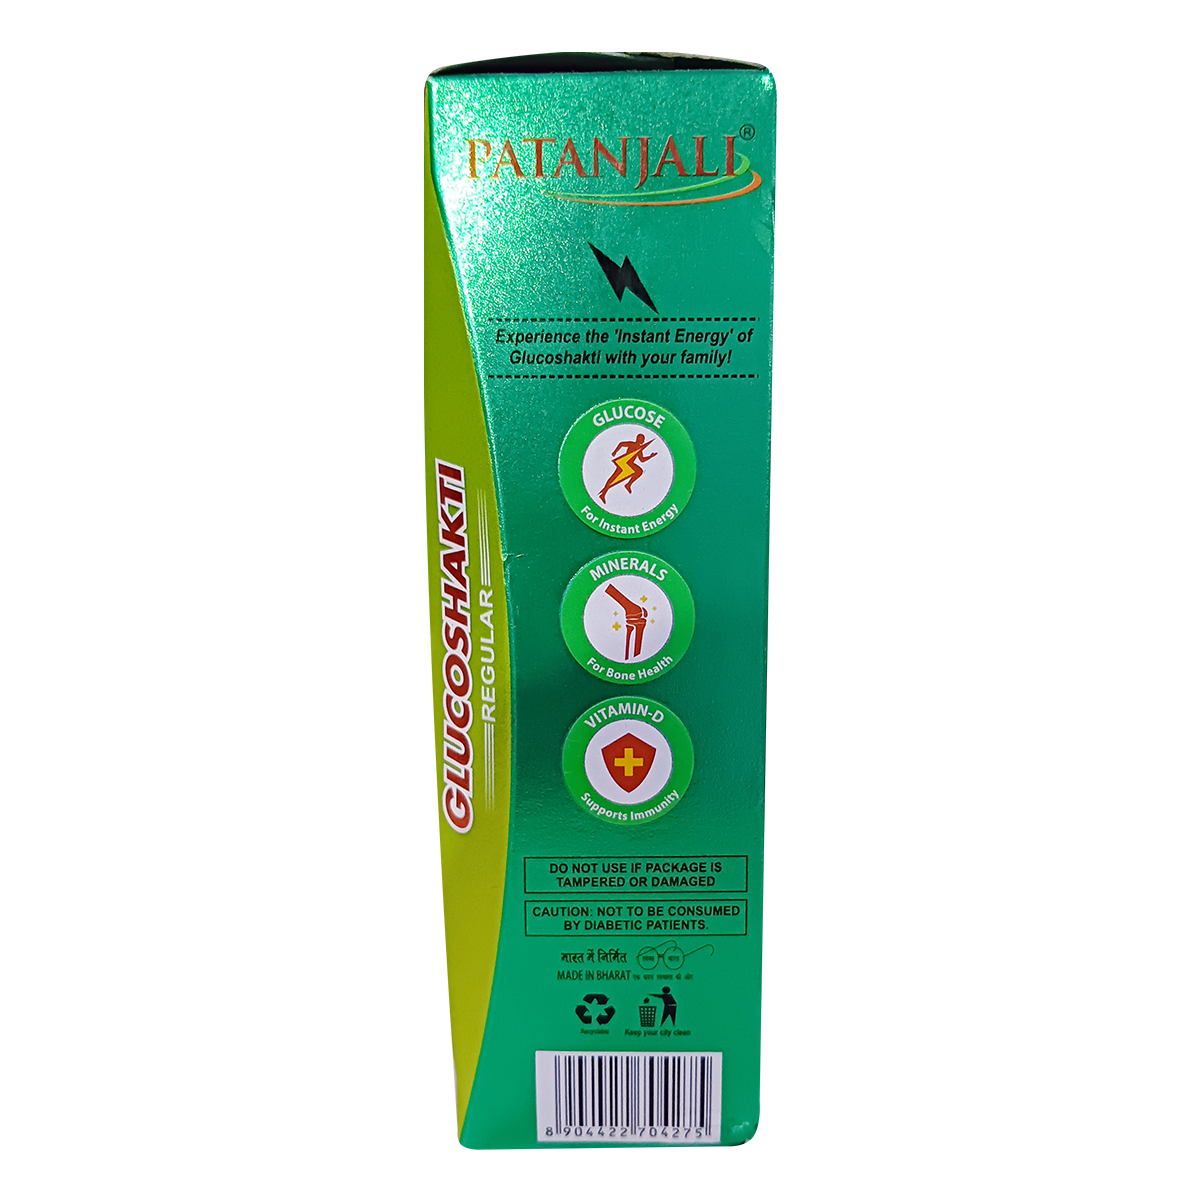 PATANJALI®
Experience the 'Instant Energy' of
Glucoshakti with your family!
GLUCOSE
For Instant Energy
MINERALS
For Bone Health
VITAMIN-D
Supports Immunity
GLUCOSHAKTI
REGULAR
DO NOT USE IF PACKAGE IS
TAMPERED OR DAMAGED
CAUTION: NOT TO BE CONSUMED
BY DIABETIC PATIENTS.
भारत में निर्मित
MADE IN BHARAT
Recyclable
Keep your city clean
8 904422 704275